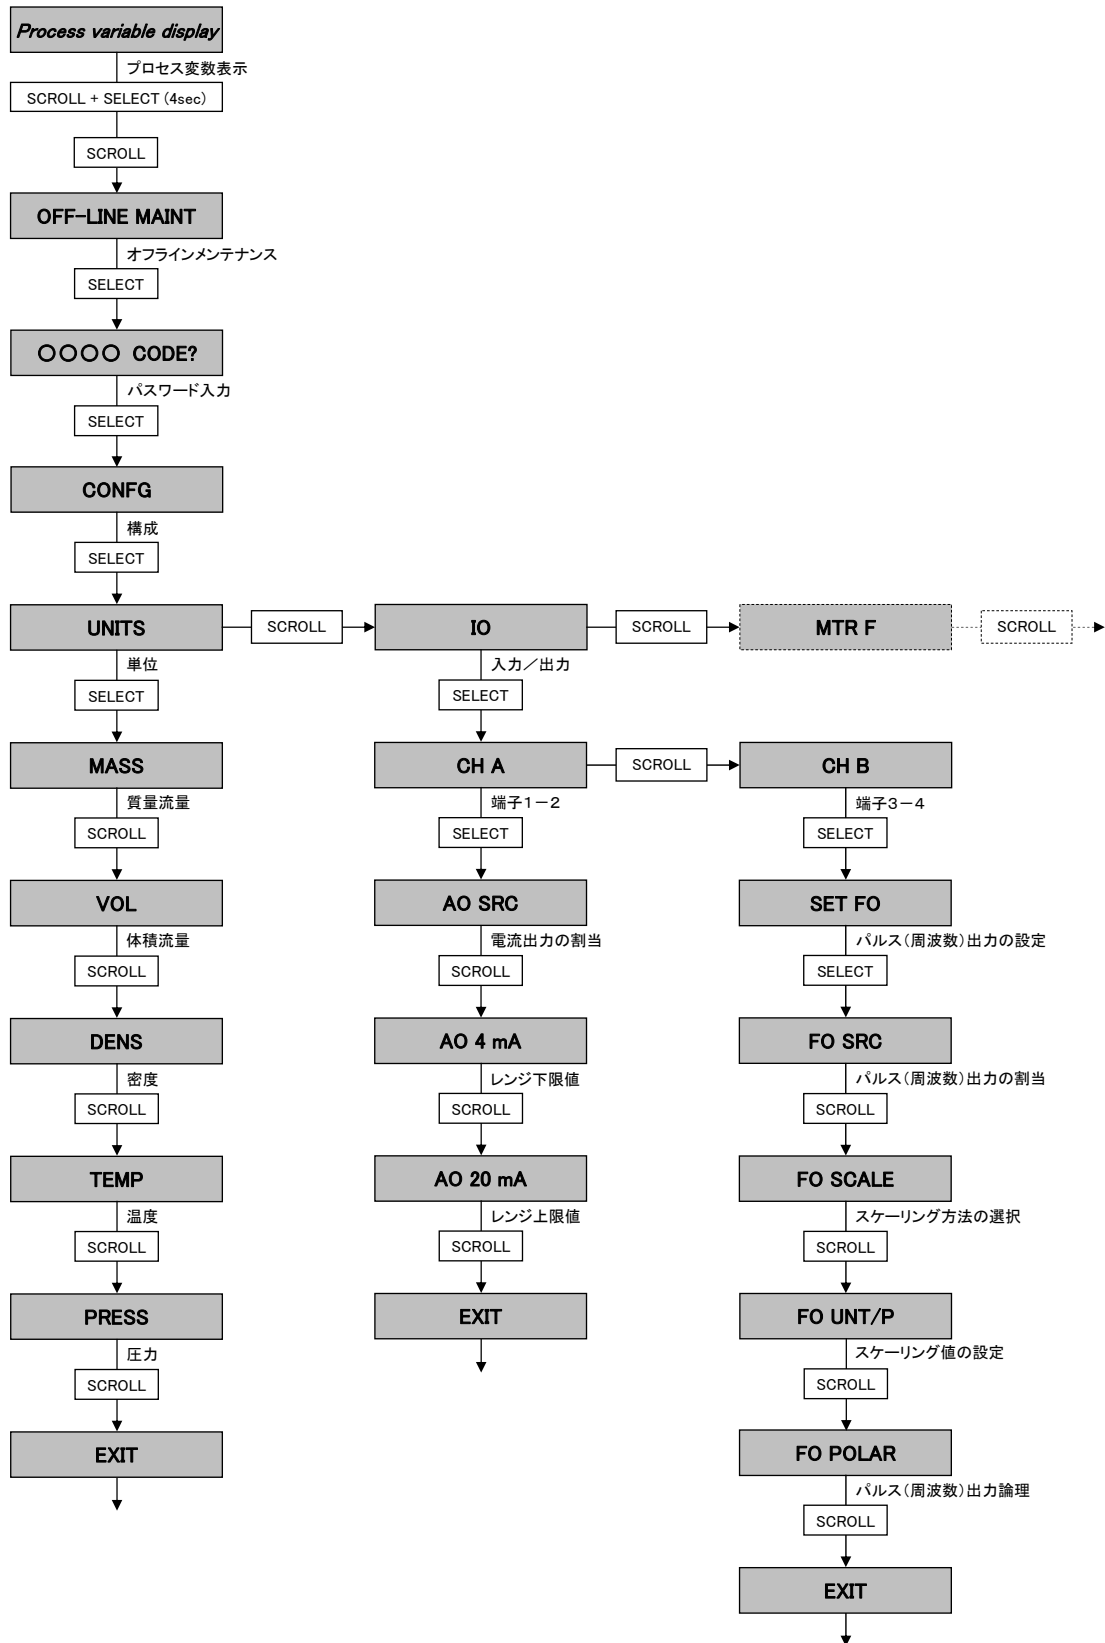 Process variable display
プロセス変数表示
SCROLL + SELECT (4sec)
SCROLL
OFF-LINE MAINT
オフラインメンテナンス
SELECT
〇〇〇〇 CODE?
パスワード入力
SELECT
CONFG
構成
SELECT
UNITS
SCROLL
IO
SCROLL
MTR F
SCROLL
単位
SELECT
MASS
質量流量
SCROLL
VOL
体積流量
SCROLL
DENS
密度
SCROLL
TEMP
温度
SCROLL
PRESS
圧力
SCROLL
EXIT
入力／出力
SELECT
CH A
SCROLL
CH B
端子1－2
SELECT
AO SRC
電流出力の割当
SCROLL
AO 4 mA
レンジ下限値
SCROLL
AO 20 mA
レンジ上限値
SCROLL
EXIT
端子3－4
SELECT
SET FO
パルス(周波数)出力の設定
SELECT
FO SRC
パルス(周波数)出力の割当
SCROLL
FO SCALE
スケーリング方法の選択
SCROLL
FO UNT/P
スケーリング値の設定
SCROLL
FO POLAR
パルス(周波数)出力論理
SCROLL
EXIT